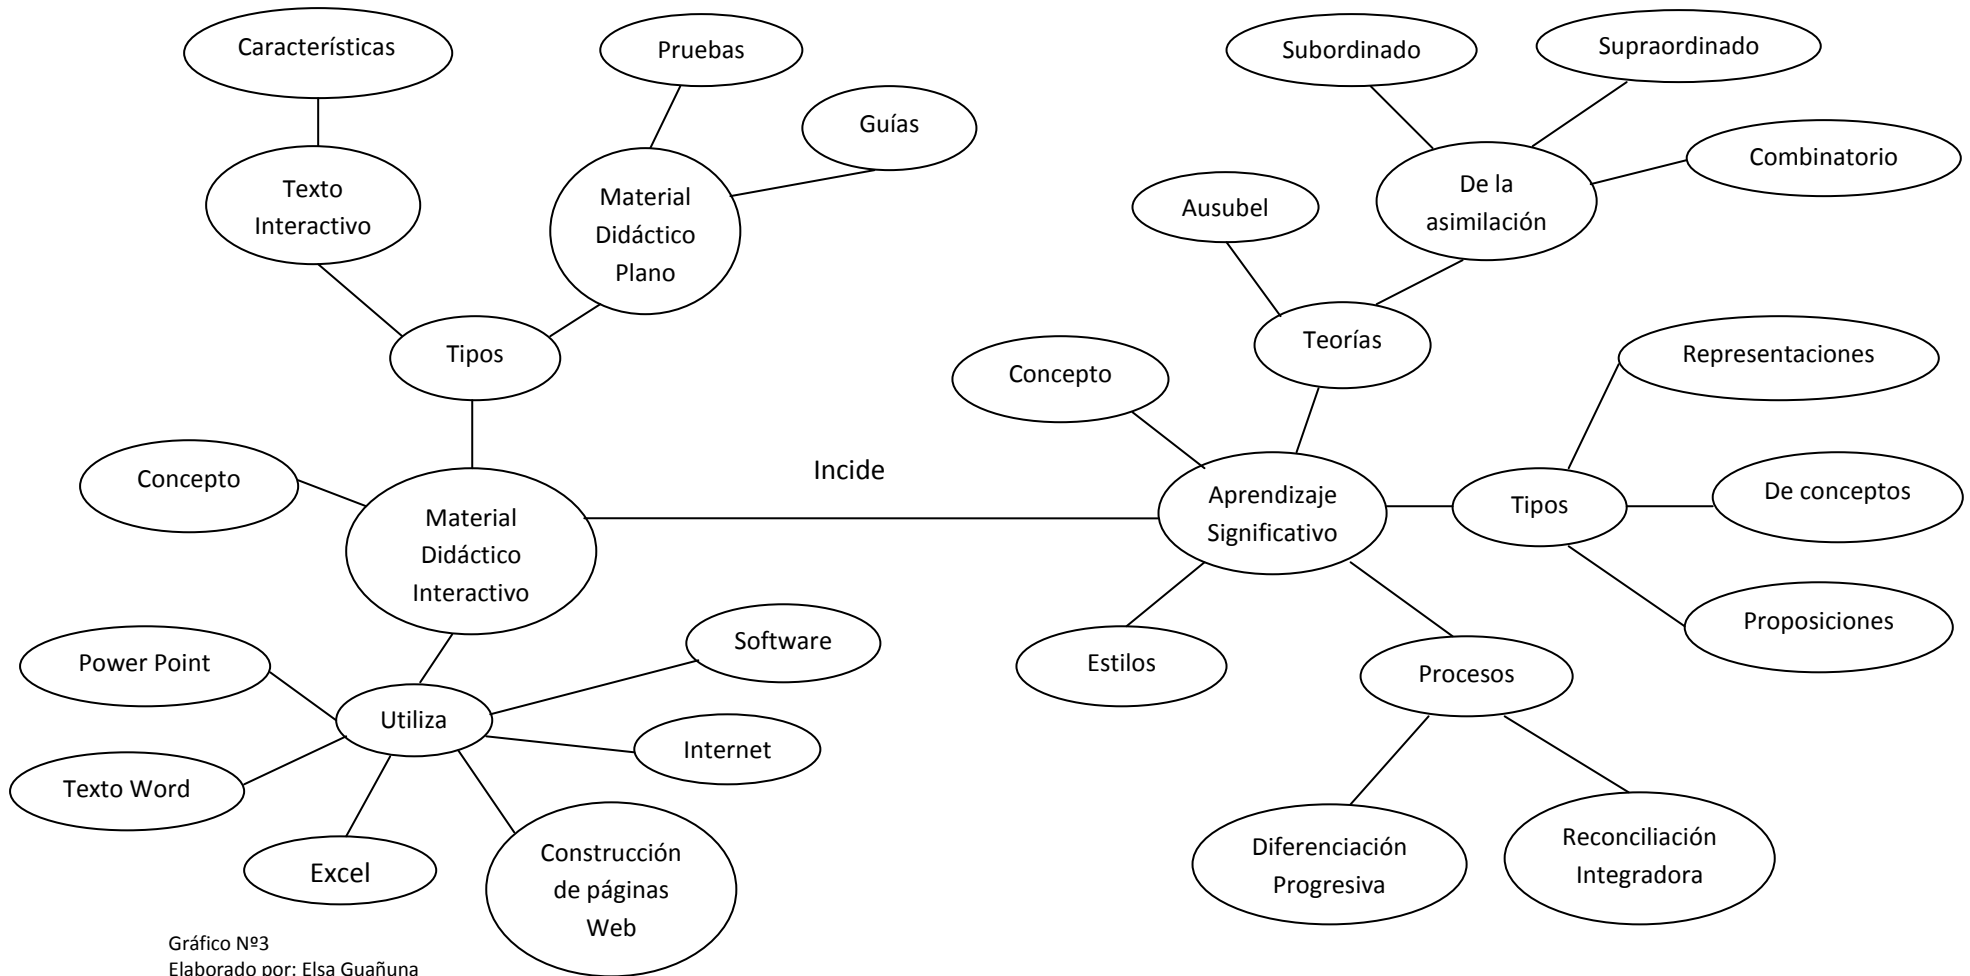 Características
Pruebas
Guías
Texto
Interactivo
Material
Didáctico
Plano
Tipos
Concepto
Material
Didáctico
Interactivo
Incide
Power Point
Texto Word
Utiliza
Software
Internet
Excel
Construcción
de páginas
Web
Subordinado
Supraordinado
Combinatorio
De la
asimilación
Ausubel
Teorías
Concepto
Aprendizaje
Significativo
Tipos
Representaciones
De conceptos
Proposiciones
Estilos
Procesos
Diferenciación
Progresiva
Reconciliación
Integradora
Gráfico Nº3
Elaborado por: Elsa Guañuna